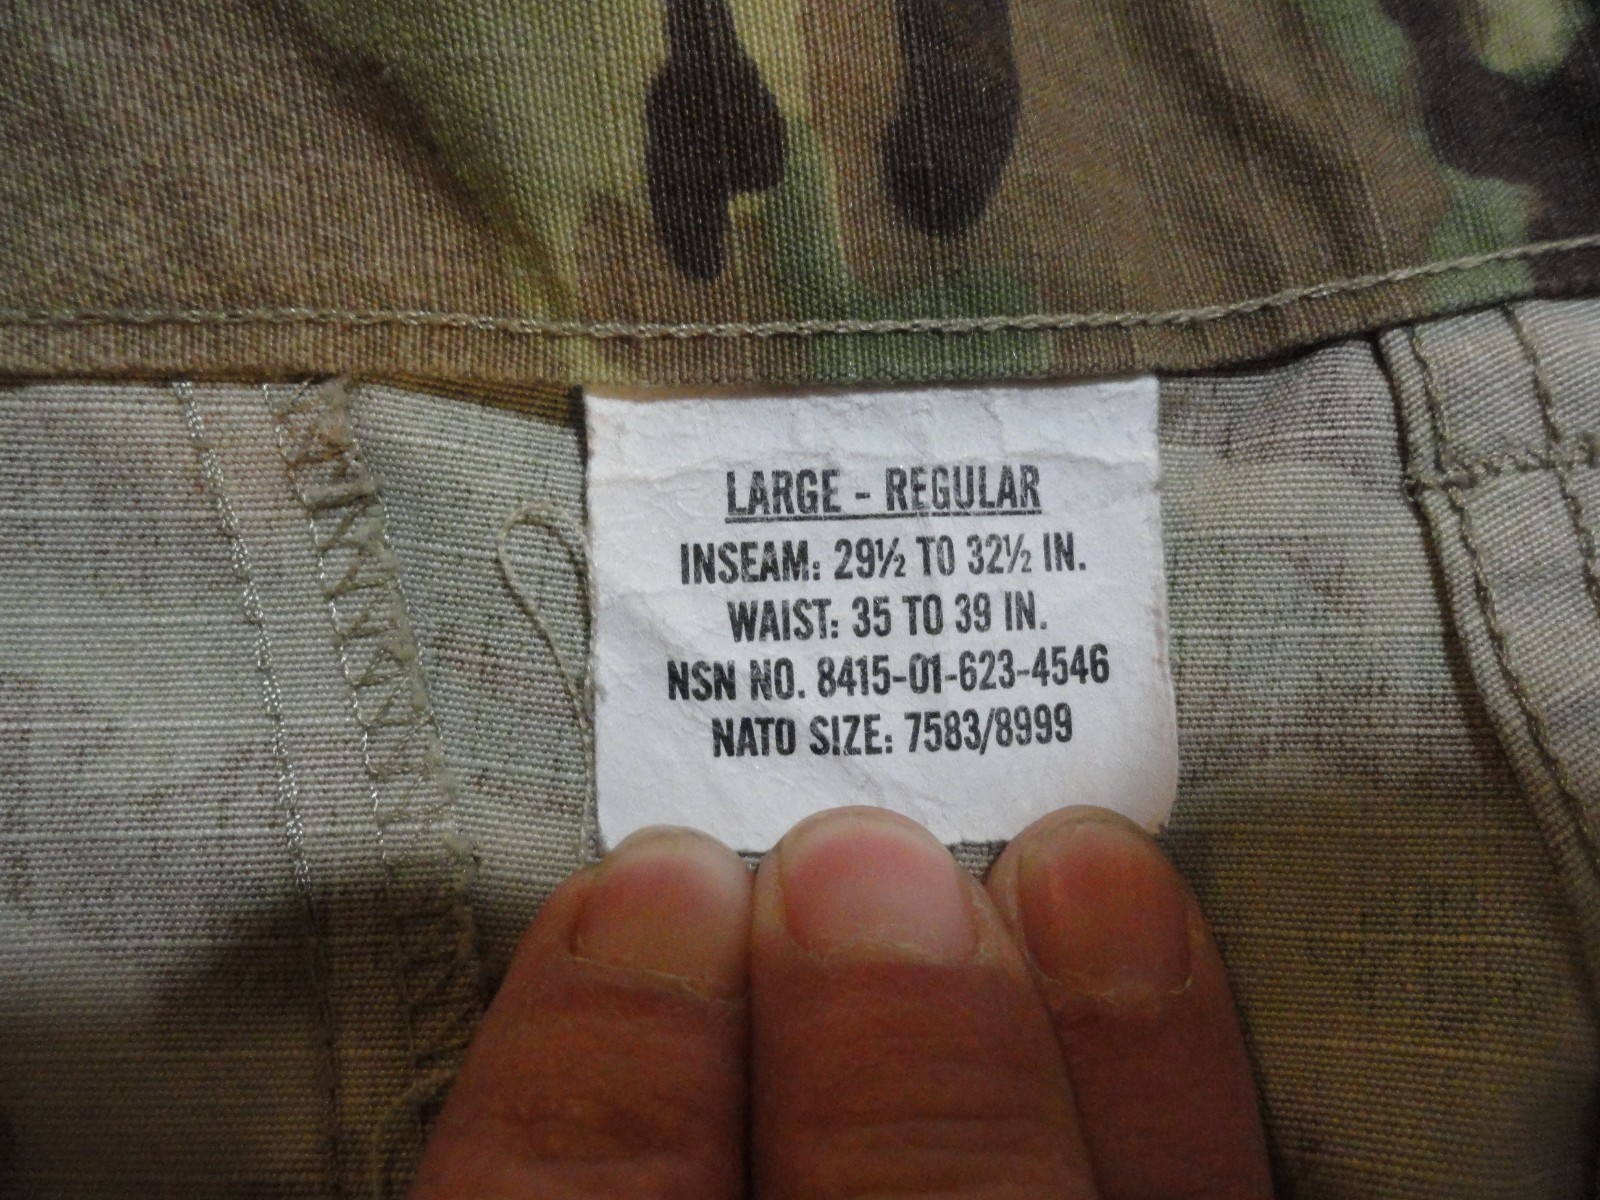 LARGE - REGULAR
INSEAM: 29½ TO 32½ IN.
WAIST: 35 TO 39 IN.
NSN NO. 8415-01-623-4546
NATO SIZE: 7583/8999